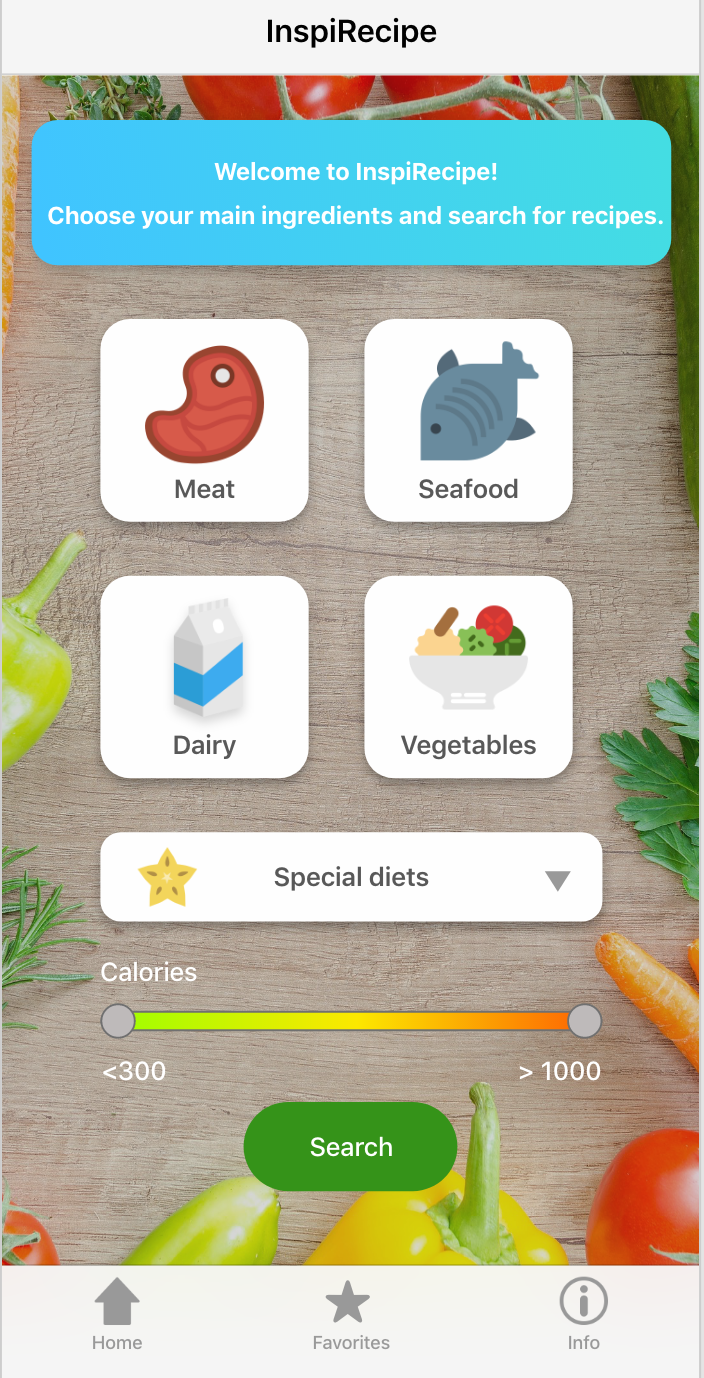 InspiRecipe
Welcome to InspiRecipe!
Choose your main ingredients and search for recipes.
Meat
Seafood
Dairy
Vegetables
Special diets
Calories
<300
> 1000
Search
Home
Favorites
Info